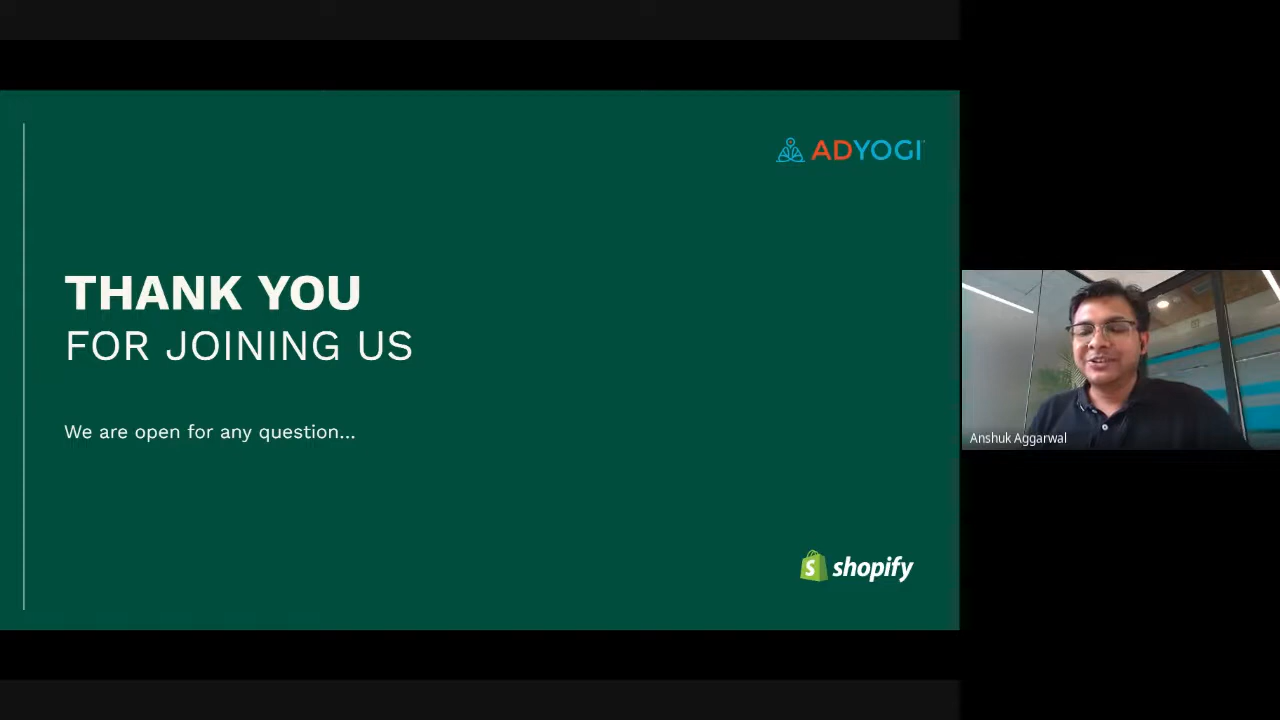 ADYOGI
THANK YOU
FOR JOINING US
We are open for any question...
shopify
Anshuk Aggarwal